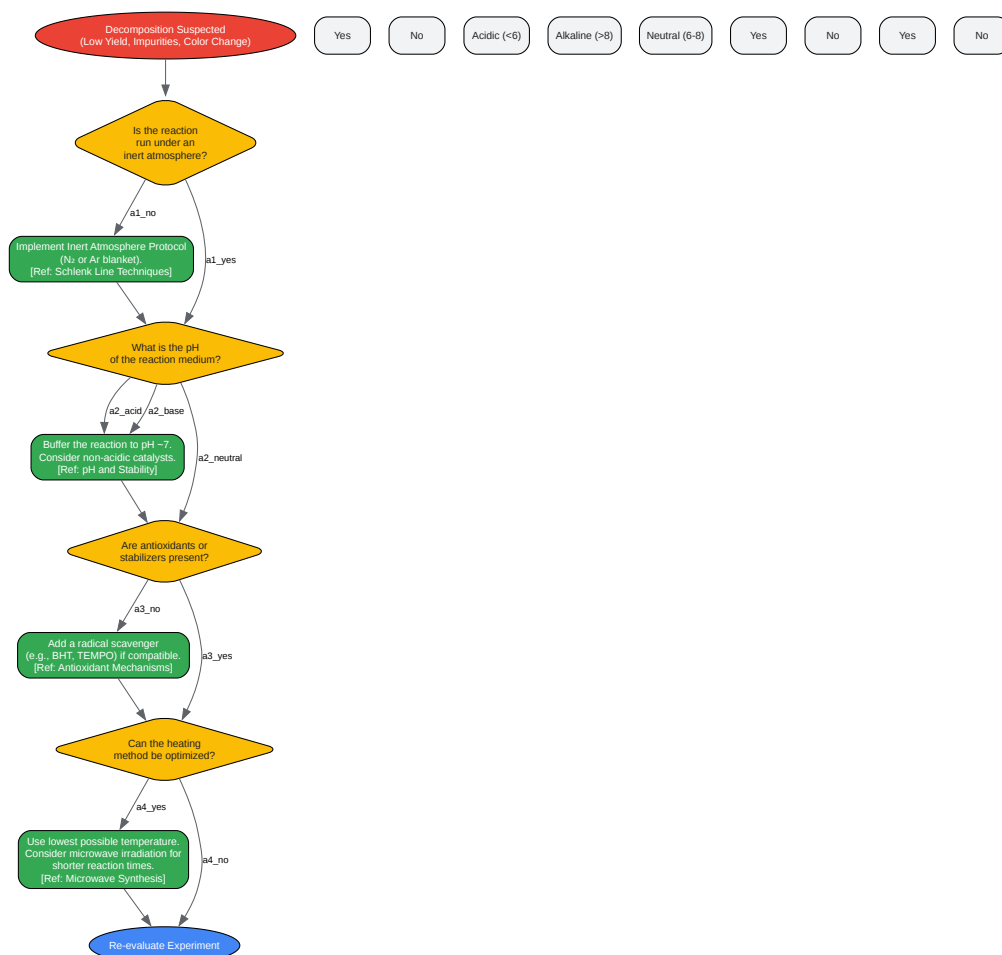 Decomposition Suspected
(Low Yield, Impurities, Color Change)
Yes
No
Acidic (<6)
Alkaline (>8)
Neutral (6-8)
Yes
No
Yes
No
Is the reaction
run under an
inert atmosphere?
a1_no
Implement Inert Atmosphere Protocol
(N₂ or Ar blanket).
[Ref: Schlenk Line Techniques]
a1_yes
What is the pH
of the reaction medium?
a2_acid
a2_base
Buffer the reaction to pH ~7.
Consider non-acidic catalysts.
[Ref: pH and Stability]
a2_neutral
Are antioxidants or
stabilizers present?
a3_no
Add a radical scavenger
(e.g., BHT, TEMPO) if compatible.
[Ref: Antioxidant Mechanisms]
a3_yes
Can the heating
method be optimized?
a4_yes
Use lowest possible temperature.
Consider microwave irradiation for
shorter reaction times.
[Ref: Microwave Synthesis]
a4_no
Re-evaluate Experiment